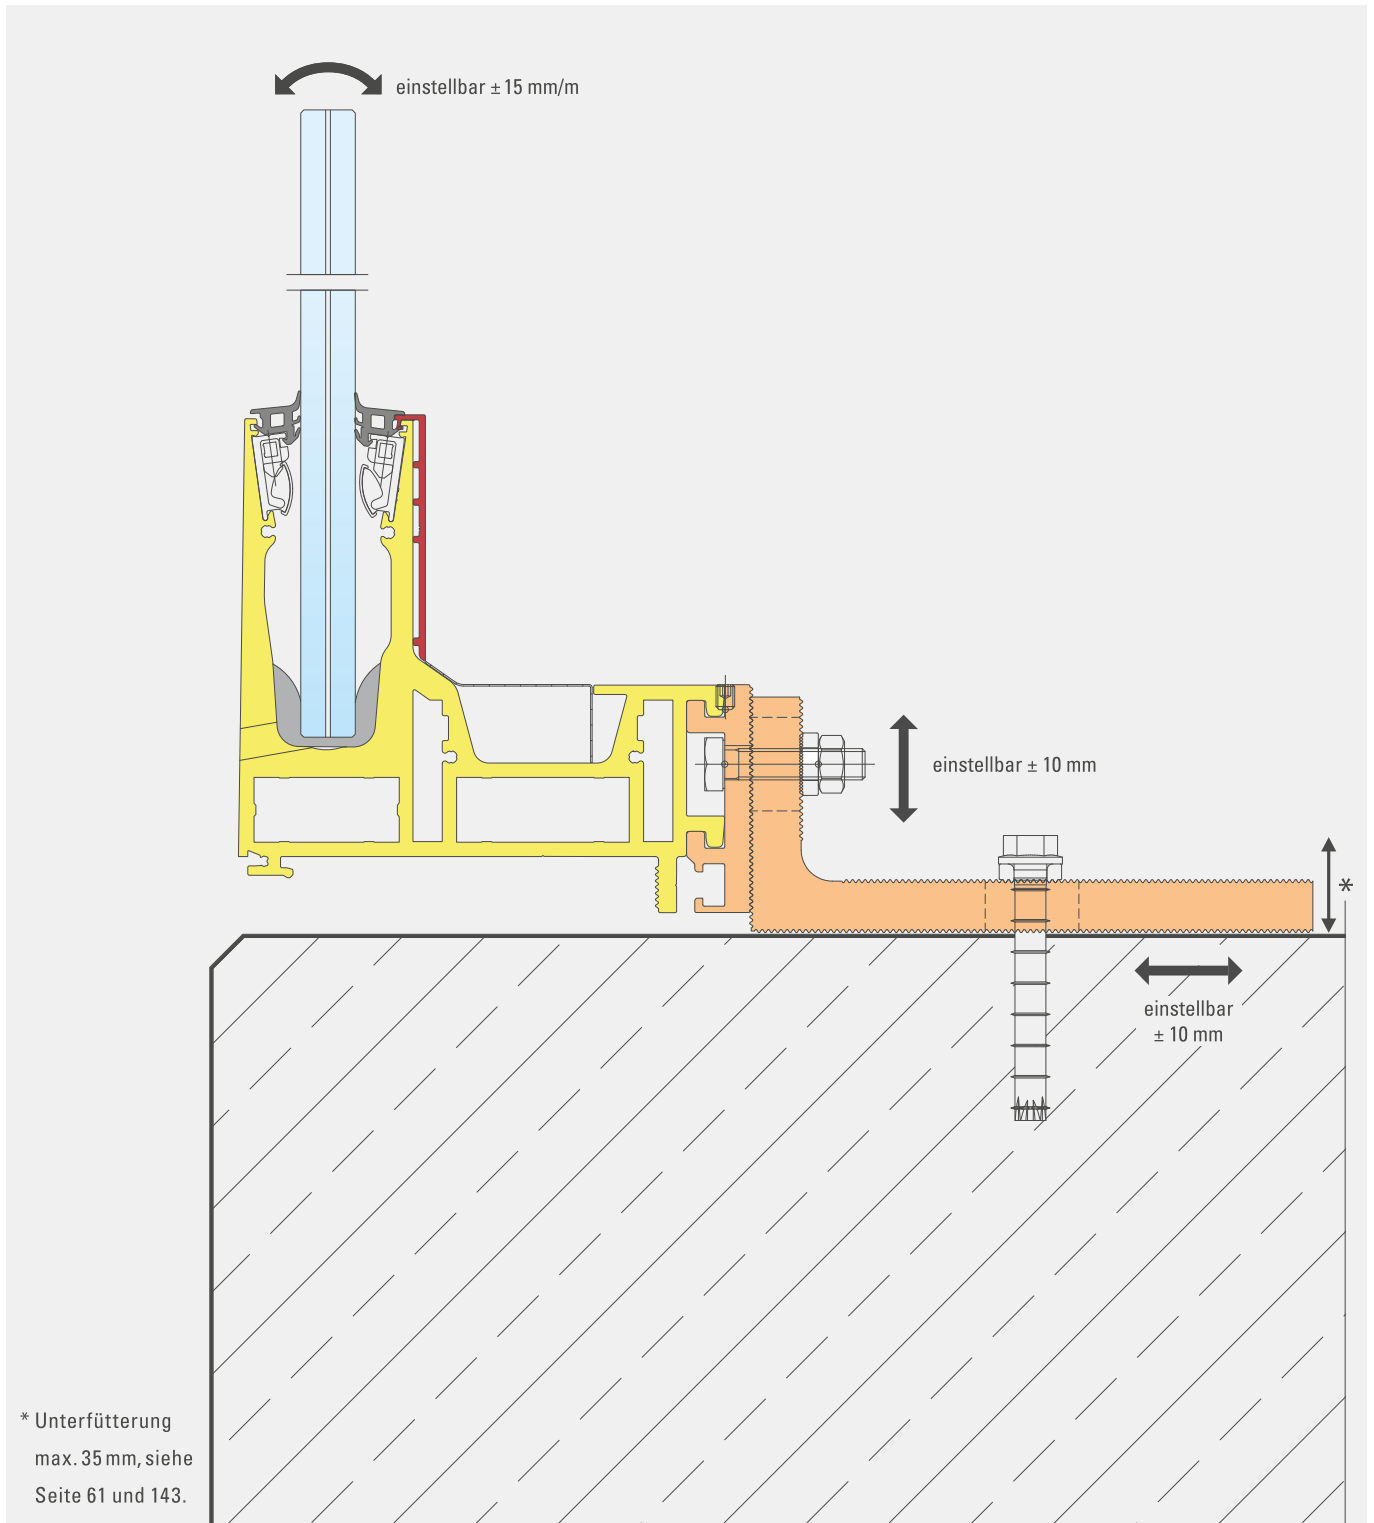 einstellbar ± 15 mm/m
einstellbar ± 10 mm
*
einstellbar
± 10 mm
* Unterfütterung
max. 35 mm, siehe
Seite 61 und 143.